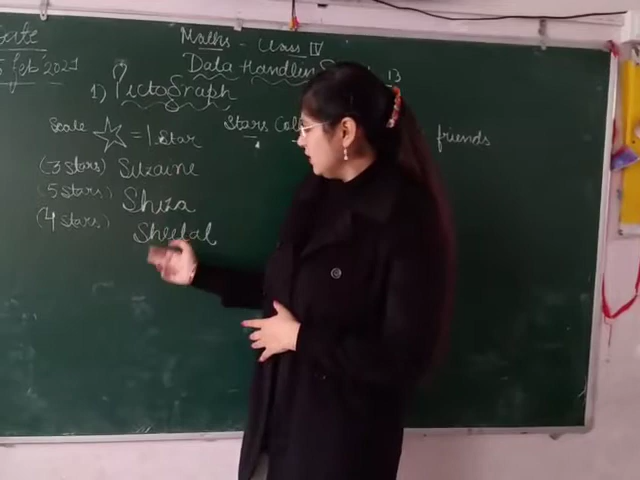 Date
5 feb 2021
Maths - Class IV
Data Handling 13
1) Pictograph
Scale ☆ = 1 Star
Stars friends
(3 stars) Suzaine
(5 stars) Shiza
(4 stars) Sheetal